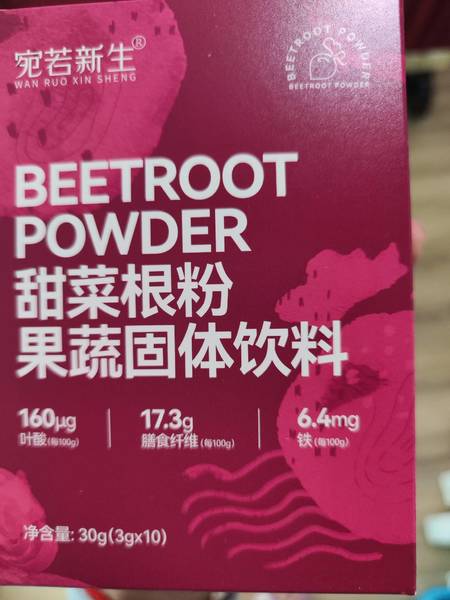 宛若新生®
WAN RUO XIN SHENG
BEETROOT POWDER
BEETROOT POWDER
BEETROOT
POWDER
甜菜根粉
果蔬固体饮料
160μg
叶酸(每100g)
17.3g
膳食纤维(每100g)
6.4mg
铁(每100g)
净含量: 30g(3gx10)